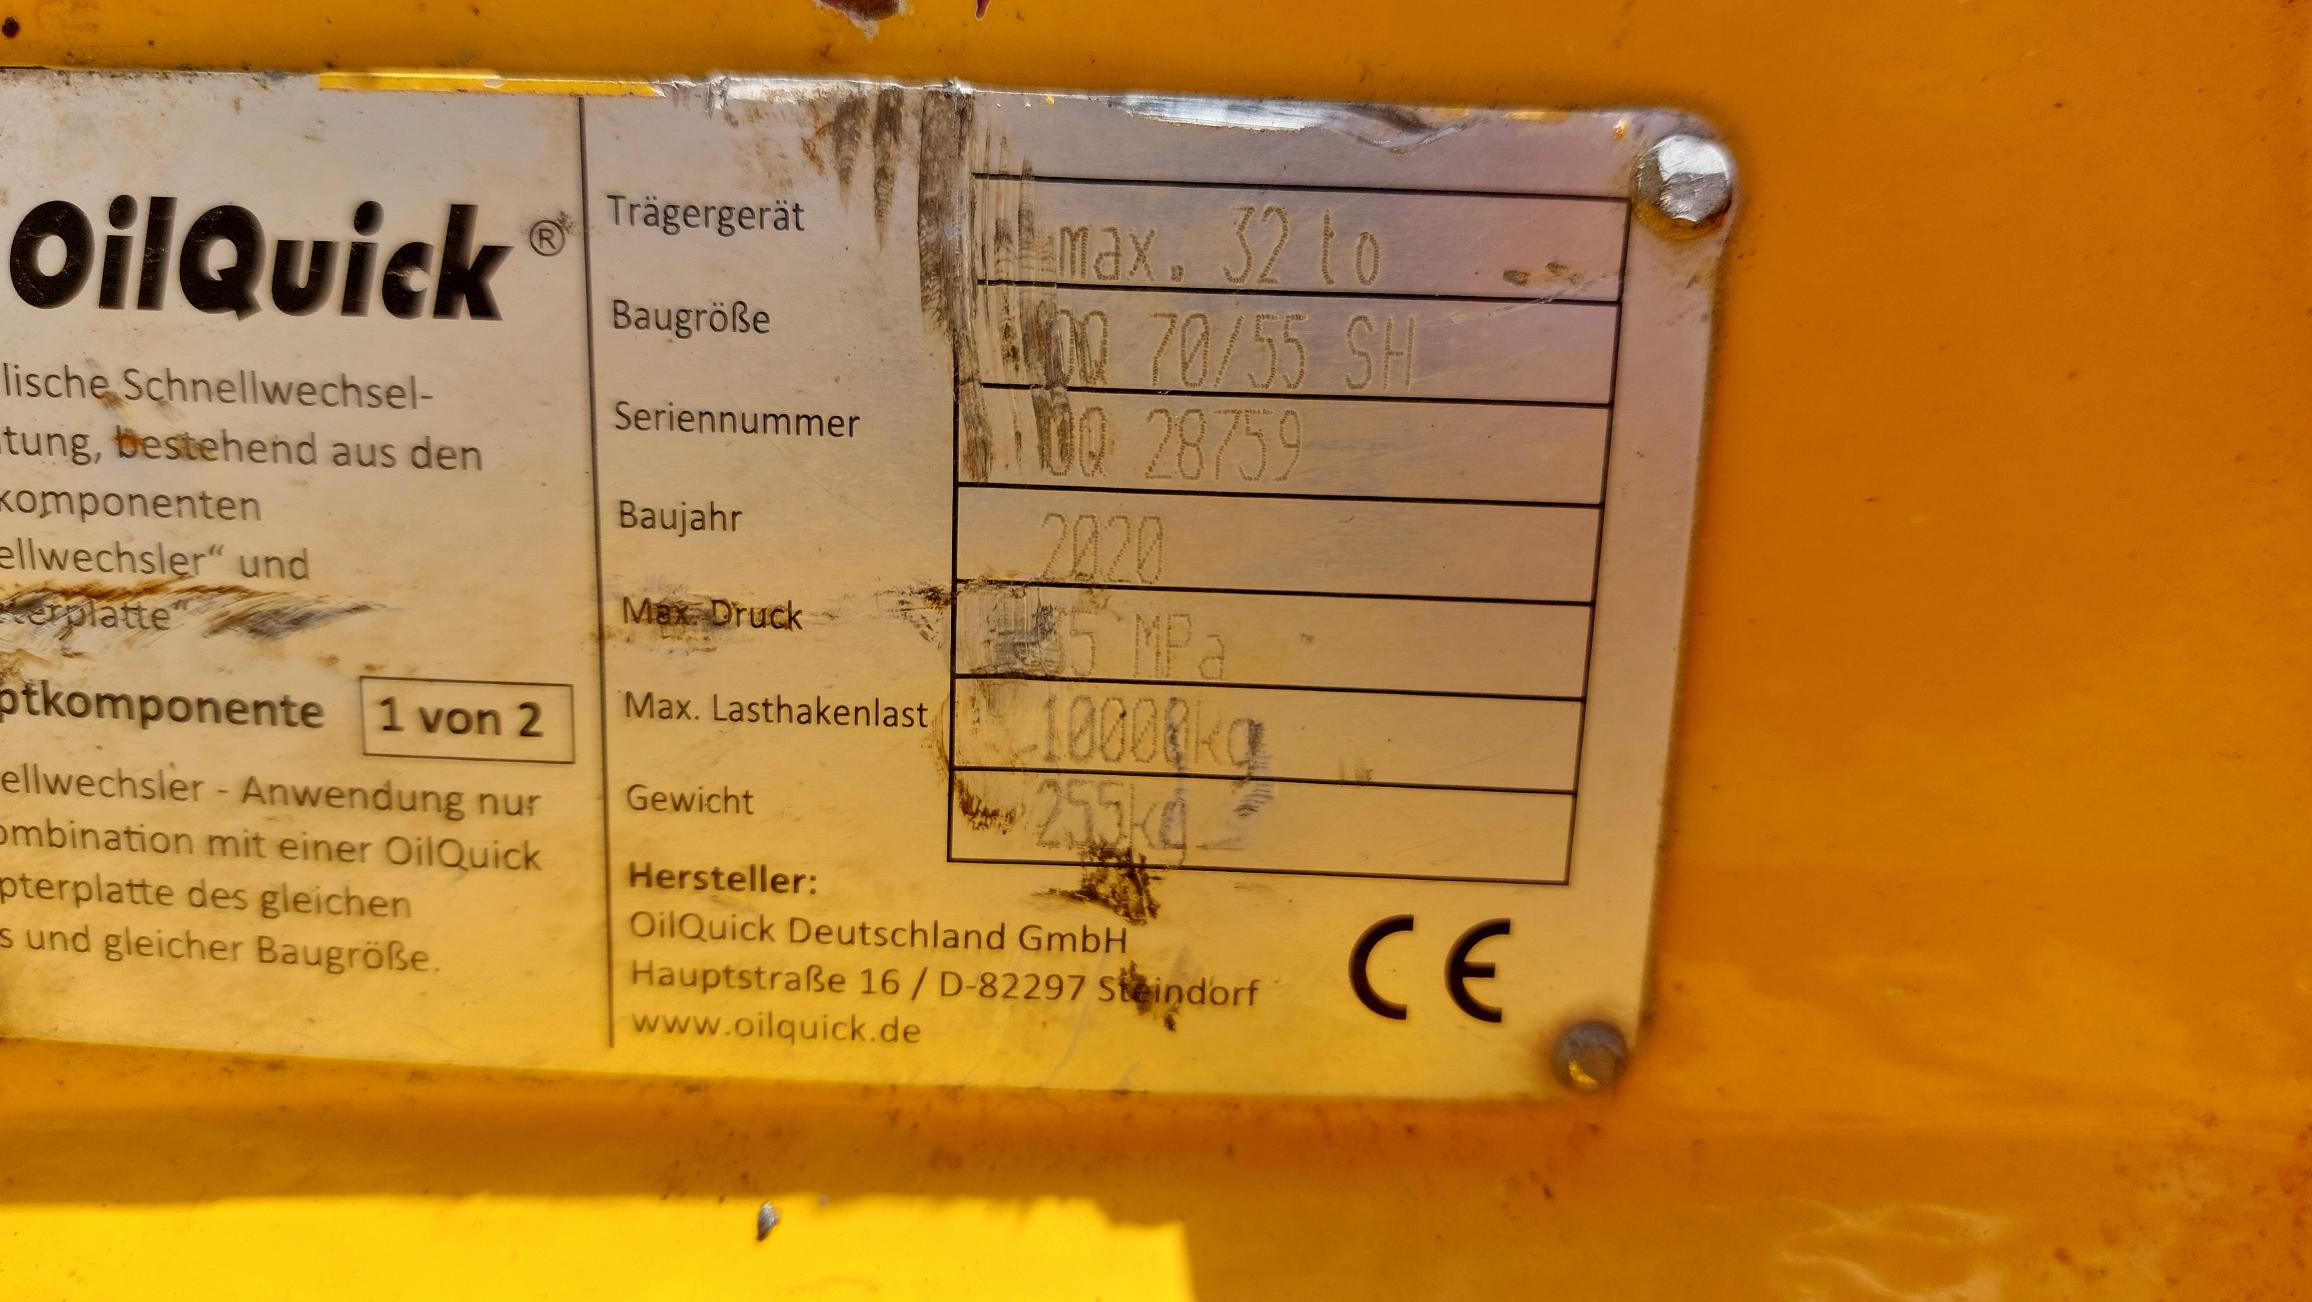 OilQuick®
lische Schnellwechsel-
tung, bestehend aus den
komponenten
ellwechsler“ und
terplatte“
ptkomponente 1 von 2
ellwechsler - Anwendung nur
ombination mit einer OilQuick
pterplatte des gleichen
s und gleicher Baugröße.
Trägergerät max. 32 to
Baugröße OQ 70/55 SH
Seriennummer OQ 28759
Baujahr 2020
Max. Druck MPa
Max. Lasthakenlast 10000kg
Gewicht 255kg
Hersteller:
OilQuick Deutschland GmbH
Hauptstraße 16 / D-82297 Steindorf
www.oilquick.de
CE